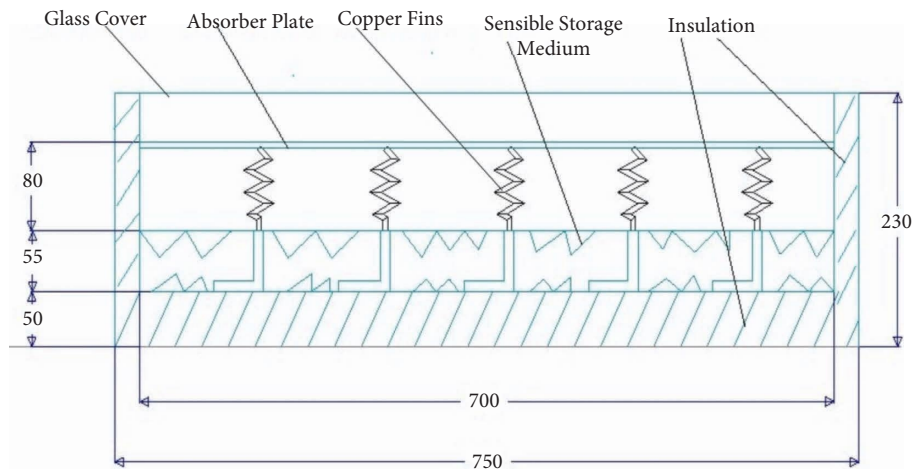 Glass Cover
Absorber Plate
Copper Fins
Sensible Storage
Medium
Insulation
80
55
50
230
700
750